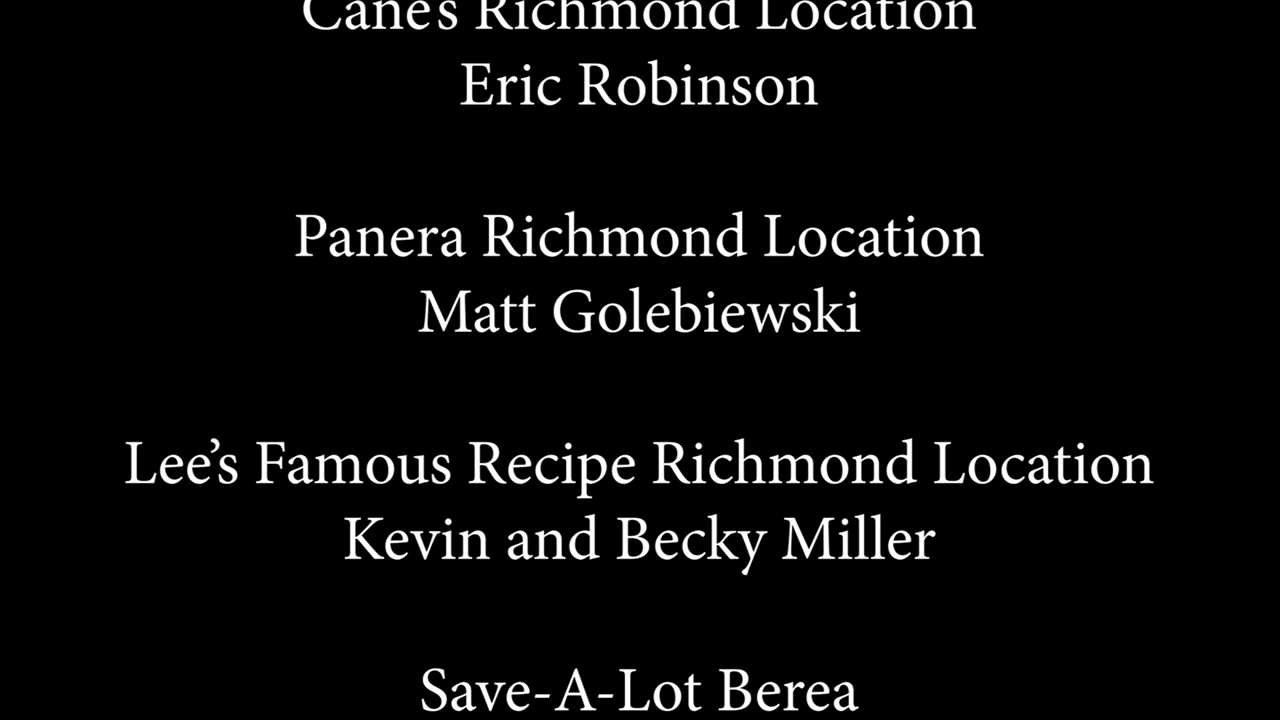 Cane's Richmond Location
Eric Robinson
Panera Richmond Location
Matt Golebiewski
Lee’s Famous Recipe Richmond Location
Kevin and Becky Miller
Save-A-Lot Berea